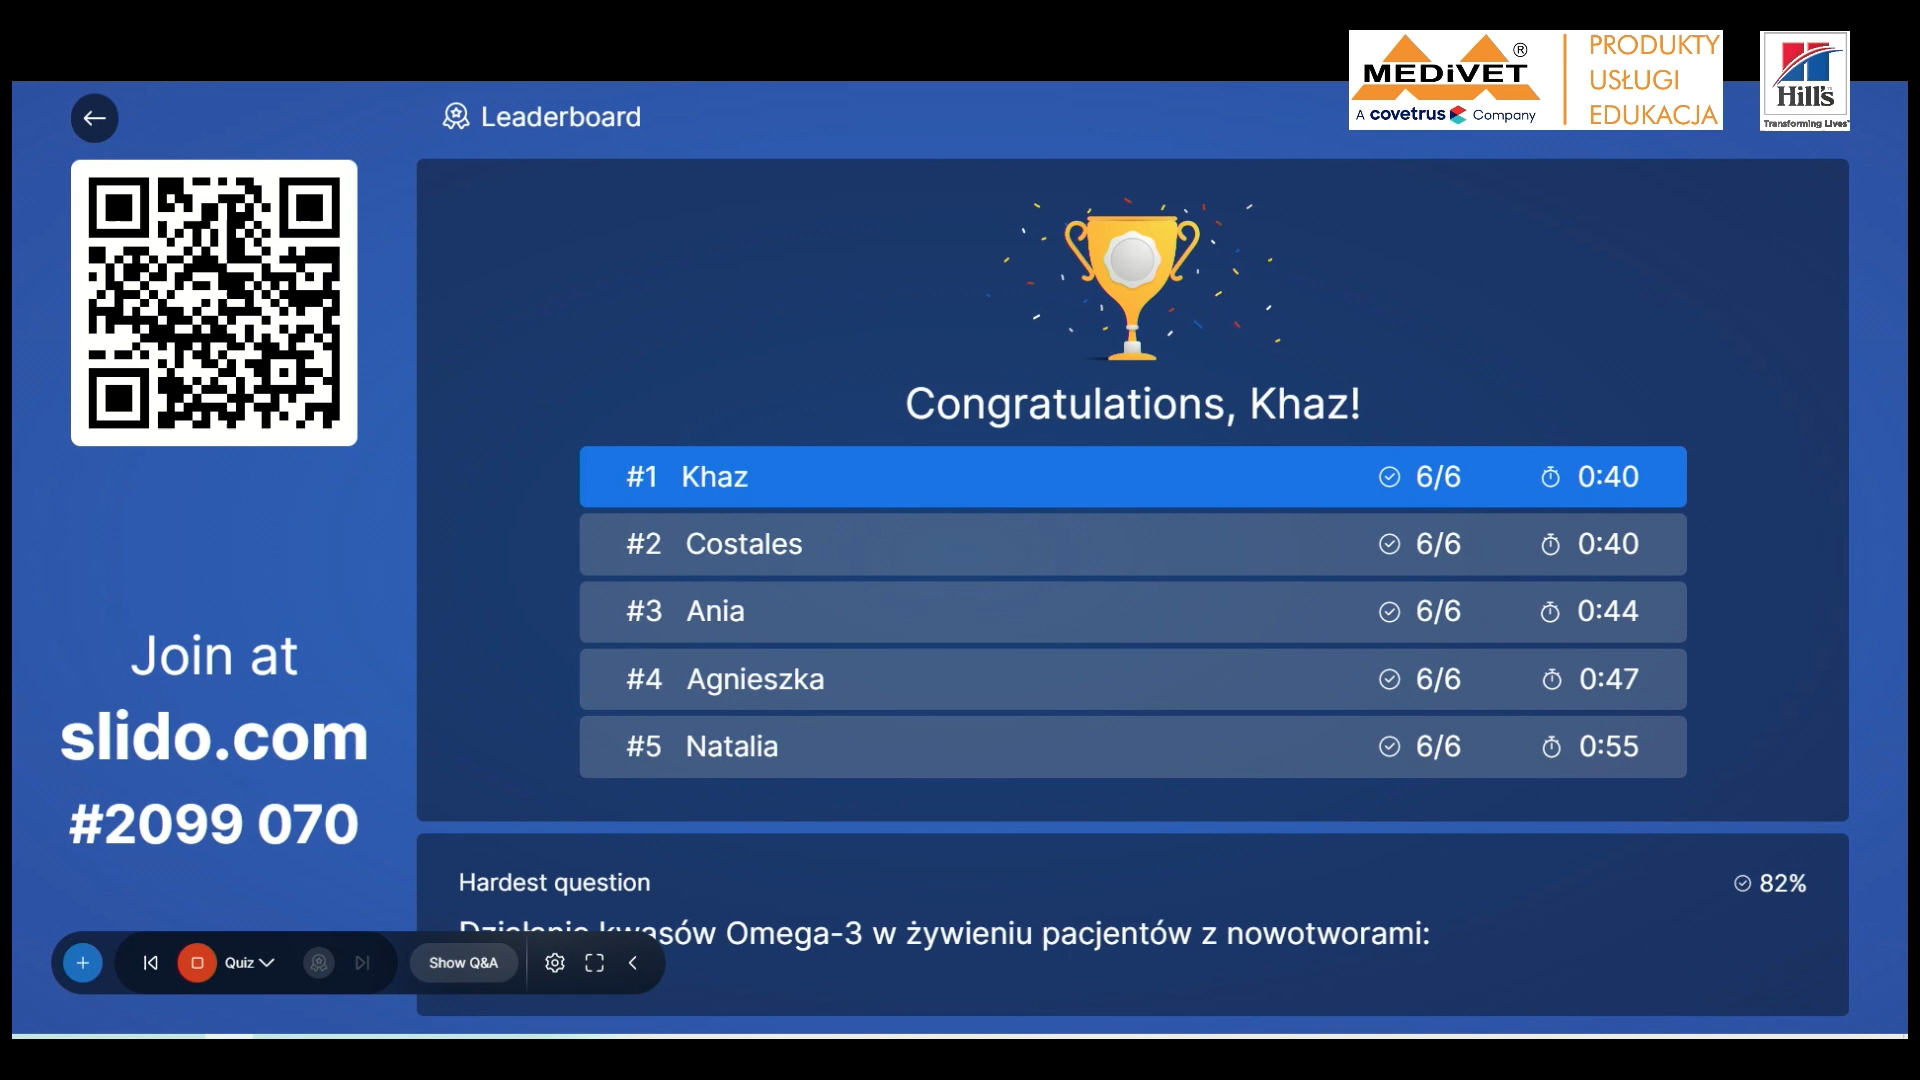 MEDiVET®
A covetrus Company
PRODUKTY
USŁUGI
EDUKACJA
Hill's
Transforming Lives
Leaderboard
Congratulations, Khaz!
#1 Khaz 6/6 0:40
#2 Costales 6/6 0:40
#3 Ania 6/6 0:44
#4 Agnieszka 6/6 0:47
#5 Natalia 6/6 0:55
Join at
slido.com
#2099 070
Hardest question 82%
Działanie kwasów Omega-3 w żywieniu pacjentów z nowotworami:
Quiz
Show Q&A